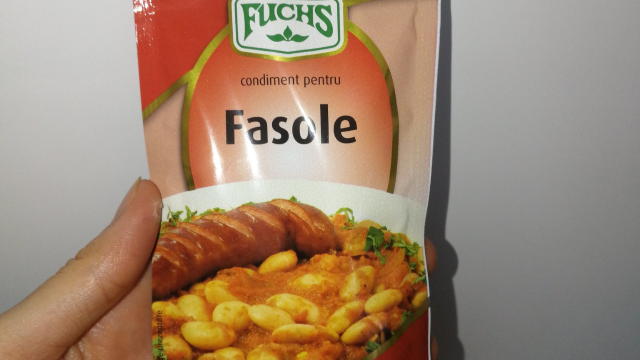 FUCHS
condiment pentru
Fasole